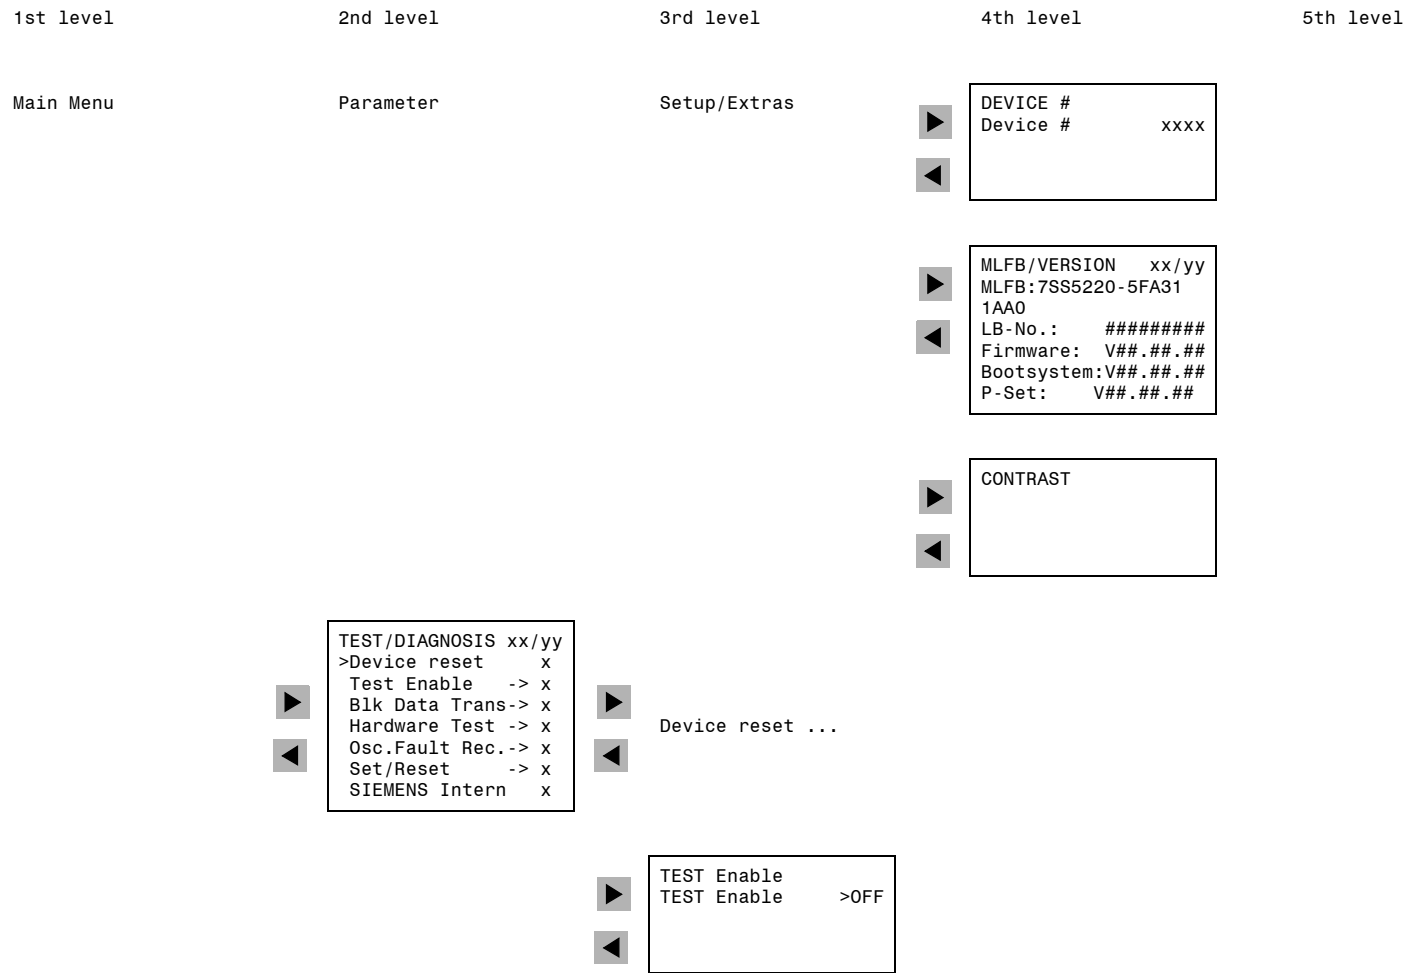 1st level 2nd level 3rd level 4th level 5th level
Main Menu Parameter Setup/Extras
DEVICE #
Device # xxxx
MLFB/VERSION xx/yy
MLFB:7SS5220-5FA31
1AA0
LB-No.: #########
Firmware: V##.##.##
Bootsystem:V##.##.##
P-Set: V##.##.##
CONTRAST
TEST/DIAGNOSIS xx/yy
>Device reset x
Test Enable -> x
Blk Data Trans-> x
Hardware Test -> x
Osc.Fault Rec.-> x
Set/Reset -> x
SIEMENS Intern x
Device reset ...
TEST Enable
TEST Enable >OFF